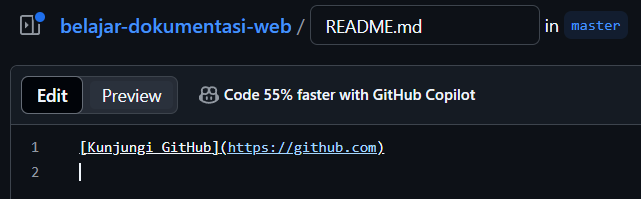 belajar-dokumentasi-web / README.md in master
Edit Preview Code 55% faster with GitHub Copilot
1 [Kunjungi GitHub](https://github.com)
2